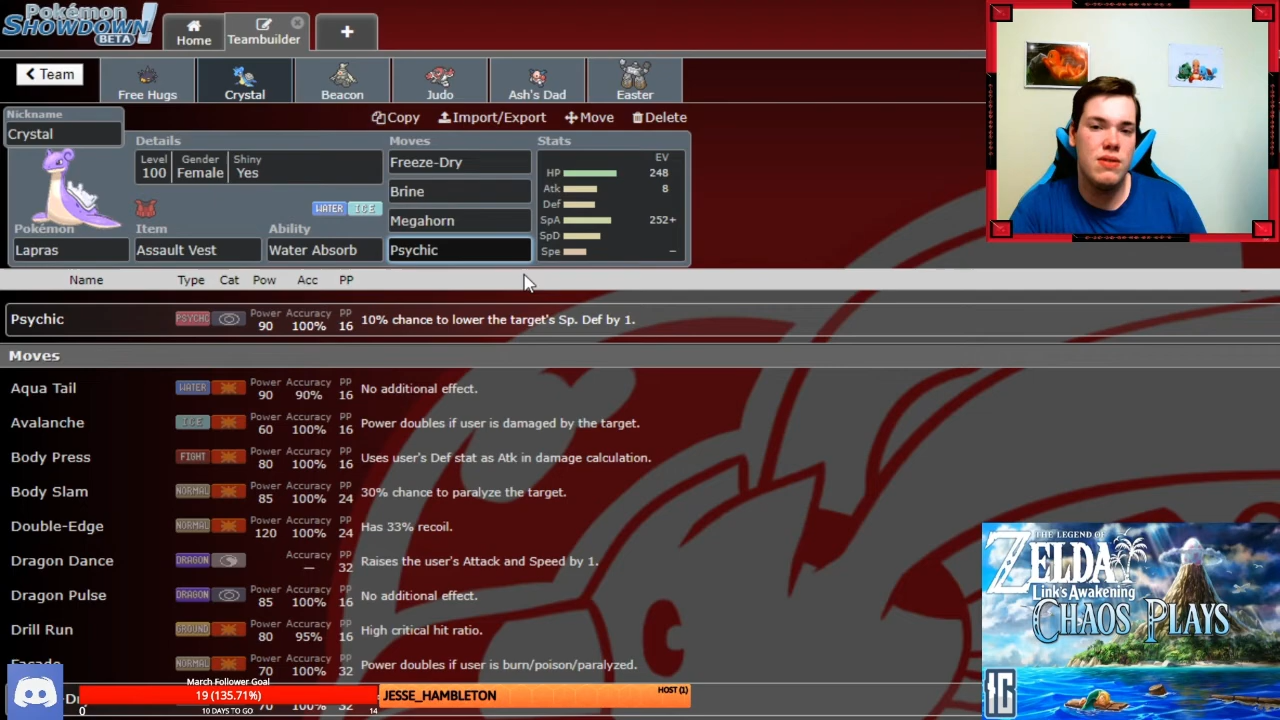 Pokémon
SHOWDOWN!
BETA
Home
Teambuilder
+
Team
Free Hugs
Crystal
Beacon
Judo
Ash's Dad
Easter
Copy
Import/Export
Move
Delete
Nickname
Crystal
Details
Level
100
Gender
Female
Shiny
Yes
WATER
ICE
Pokémon
Lapras
Item
Assault Vest
Ability
Water Absorb
Moves
Freeze-Dry
Brine
Megahorn
Psychic
Stats
EV
HP 248
Atk 8
Def
SpA 252+
SpD
Spe –
Name Type Cat Pow Acc PP
Psychic PSYCHC Power 90 Accuracy 100% PP 16 10% chance to lower the target's Sp. Def by 1.
Moves
Aqua Tail WATER Power 90 Accuracy 90% PP 16 No additional effect.
Avalanche ICE Power 60 Accuracy 100% PP 16 Power doubles if user is damaged by the target.
Body Press FIGHT Power 80 Accuracy 100% PP 16 Uses user's Def stat as Atk in damage calculation.
Body Slam NORMAL Power 85 Accuracy 100% PP 24 30% chance to paralyze the target.
Double-Edge NORMAL Power 120 Accuracy 100% PP 24 Has 33% recoil.
Dragon Dance DRAGON Accuracy — PP 32 Raises the user's Attack and Speed by 1.
Dragon Pulse DRAGON Power 85 Accuracy 100% PP 16 No additional effect.
Drill Run GROUND Power 80 Accuracy 95% PP 16 High critical hit ratio.
Facade NORMAL Power 70 Accuracy 100% PP 32 Power doubles if user is burn/poison/paralyzed.
March Follower Goal
19 (135.71%)
0
10 DAYS TO GO
14
JESSE_HAMBLETON
HOST (1)
THE LEGEND OF
ZELDA
Link's Awakening
CHAOS PLAYS